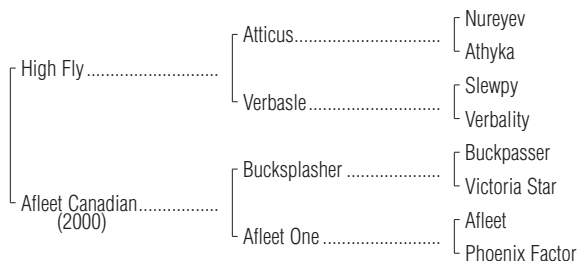 Nureyev
Atticus
Athyka
High Fly
Slewpy
Verbasle
Verbality
Buckpasser
Bucksplasher
Victoria Star
Afleet Canadian
(2000)
Afleet
Afleet One
Phoenix Factor